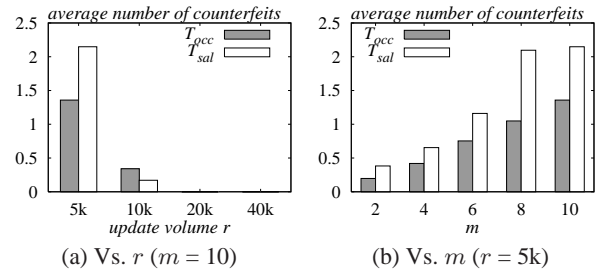 average number of counterfeits
2.5
2
1.5
1
0.5
0
T_occ
T_sal
5k 10k 20k 40k
update volume r
(a) Vs. r (m = 10)
average number of counterfeits
2.5
2
1.5
1
0.5
0
T_occ
T_sal
2 4 6 8 10
m
(b) Vs. m (r = 5k)